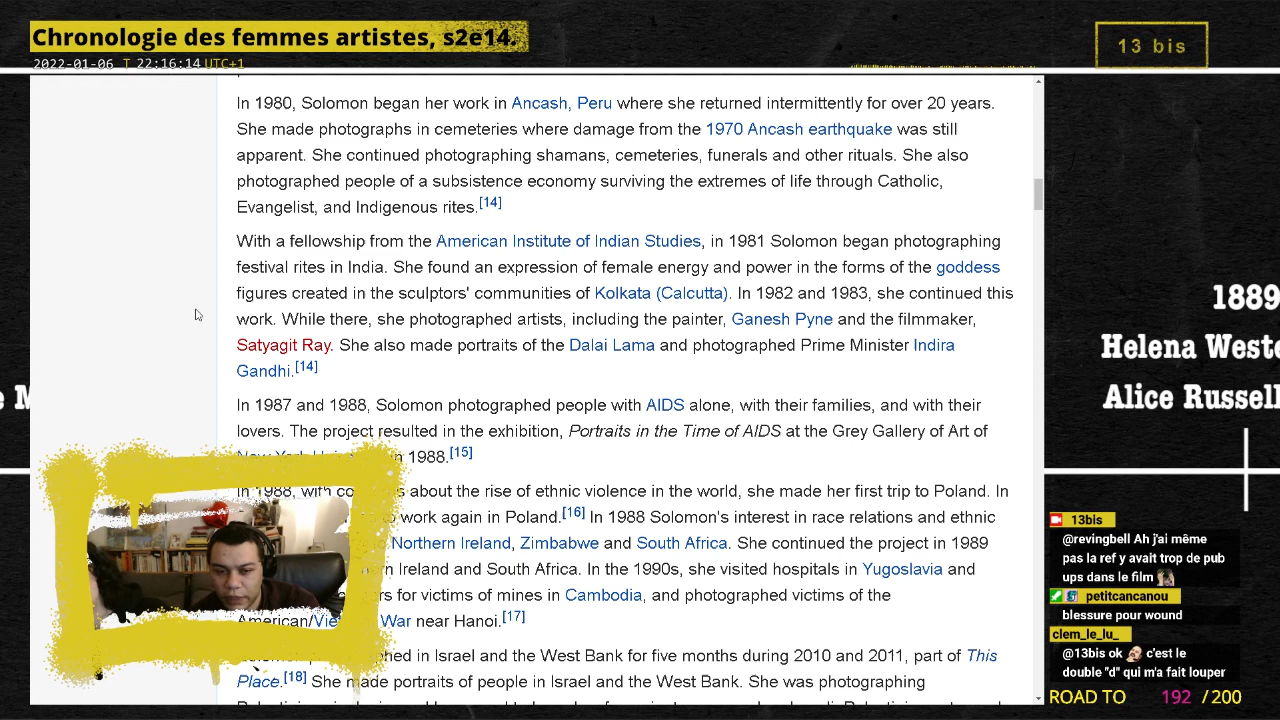 Chronologie des femmes artistes, s2e14.
2022-01-06 T 22:16:14 UTC+1
13 bis
In 1980, Solomon began her work in Ancash, Peru where she returned intermittently for over 20 years.
She made photographs in cemeteries where damage from the 1970 Ancash earthquake was still
apparent. She continued photographing shamans, cemeteries, funerals and other rituals. She also
photographed people of a subsistence economy surviving the extremes of life through Catholic,
Evangelist, and Indigenous rites.[14]
With a fellowship from the American Institute of Indian Studies, in 1981 Solomon began photographing
festival rites in India. She found an expression of female energy and power in the forms of the goddess
figures created in the sculptors' communities of Kolkata (Calcutta). In 1982 and 1983, she continued this
work. While there, she photographed artists, including the painter, Ganesh Pyne and the filmmaker,
Satyagit Ray. She also made portraits of the Dalai Lama and photographed Prime Minister Indira
Gandhi.[14]
In 1987 and 1988, Solomon photographed people with AIDS alone, with their families, and with their
lovers. The project resulted in the exhibition, Portraits in the Time of AIDS at the Grey Gallery of Art of
1988.[15]
In 1988, with about the rise of ethnic violence in the world, she made her first trip to Poland. In
work again in Poland.[16] In 1988 Solomon's interest in race relations and ethnic
Northern Ireland, Zimbabwe and South Africa. She continued the project in 1989
Ireland and South Africa. In the 1990s, she visited hospitals in Yugoslavia and
for victims of mines in Cambodia, and photographed victims of the
American/ War near Hanoi.[17]
in Israel and the West Bank for five months during 2010 and 2011, part of This
Place.[18] She made portraits of people in Israel and the West Bank. She was photographing
1889
Helena Weste
Alice Russell
13bis
@revingbell Ah j'ai même
pas la ref y avait trop de pub
ups dans le film
petitcancanou
blessure pour wound
clem_le_lu_
@13bis ok c'est le
double "d" qui m'a fait louper
ROAD TO 192 / 200